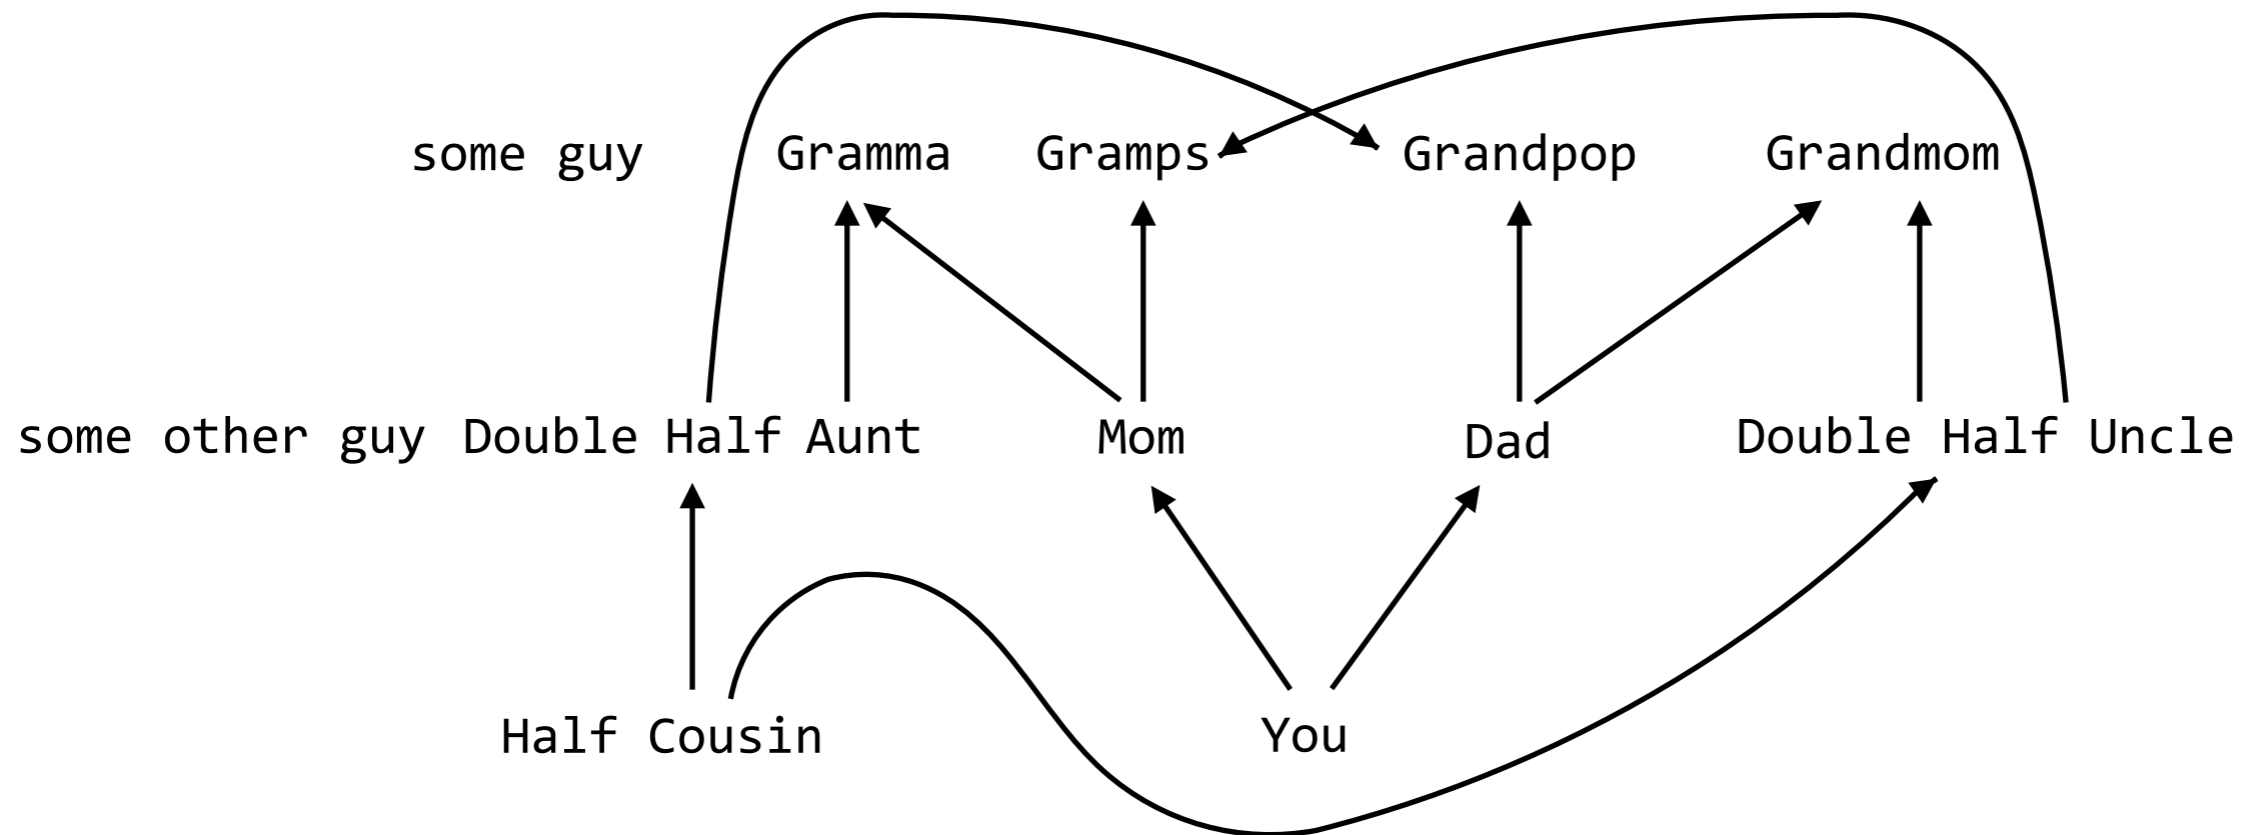 some guy Gramma Gramps Grandpop Grandmom
some other guy Double Half Aunt Mom Dad Double Half Uncle
Half Cousin You